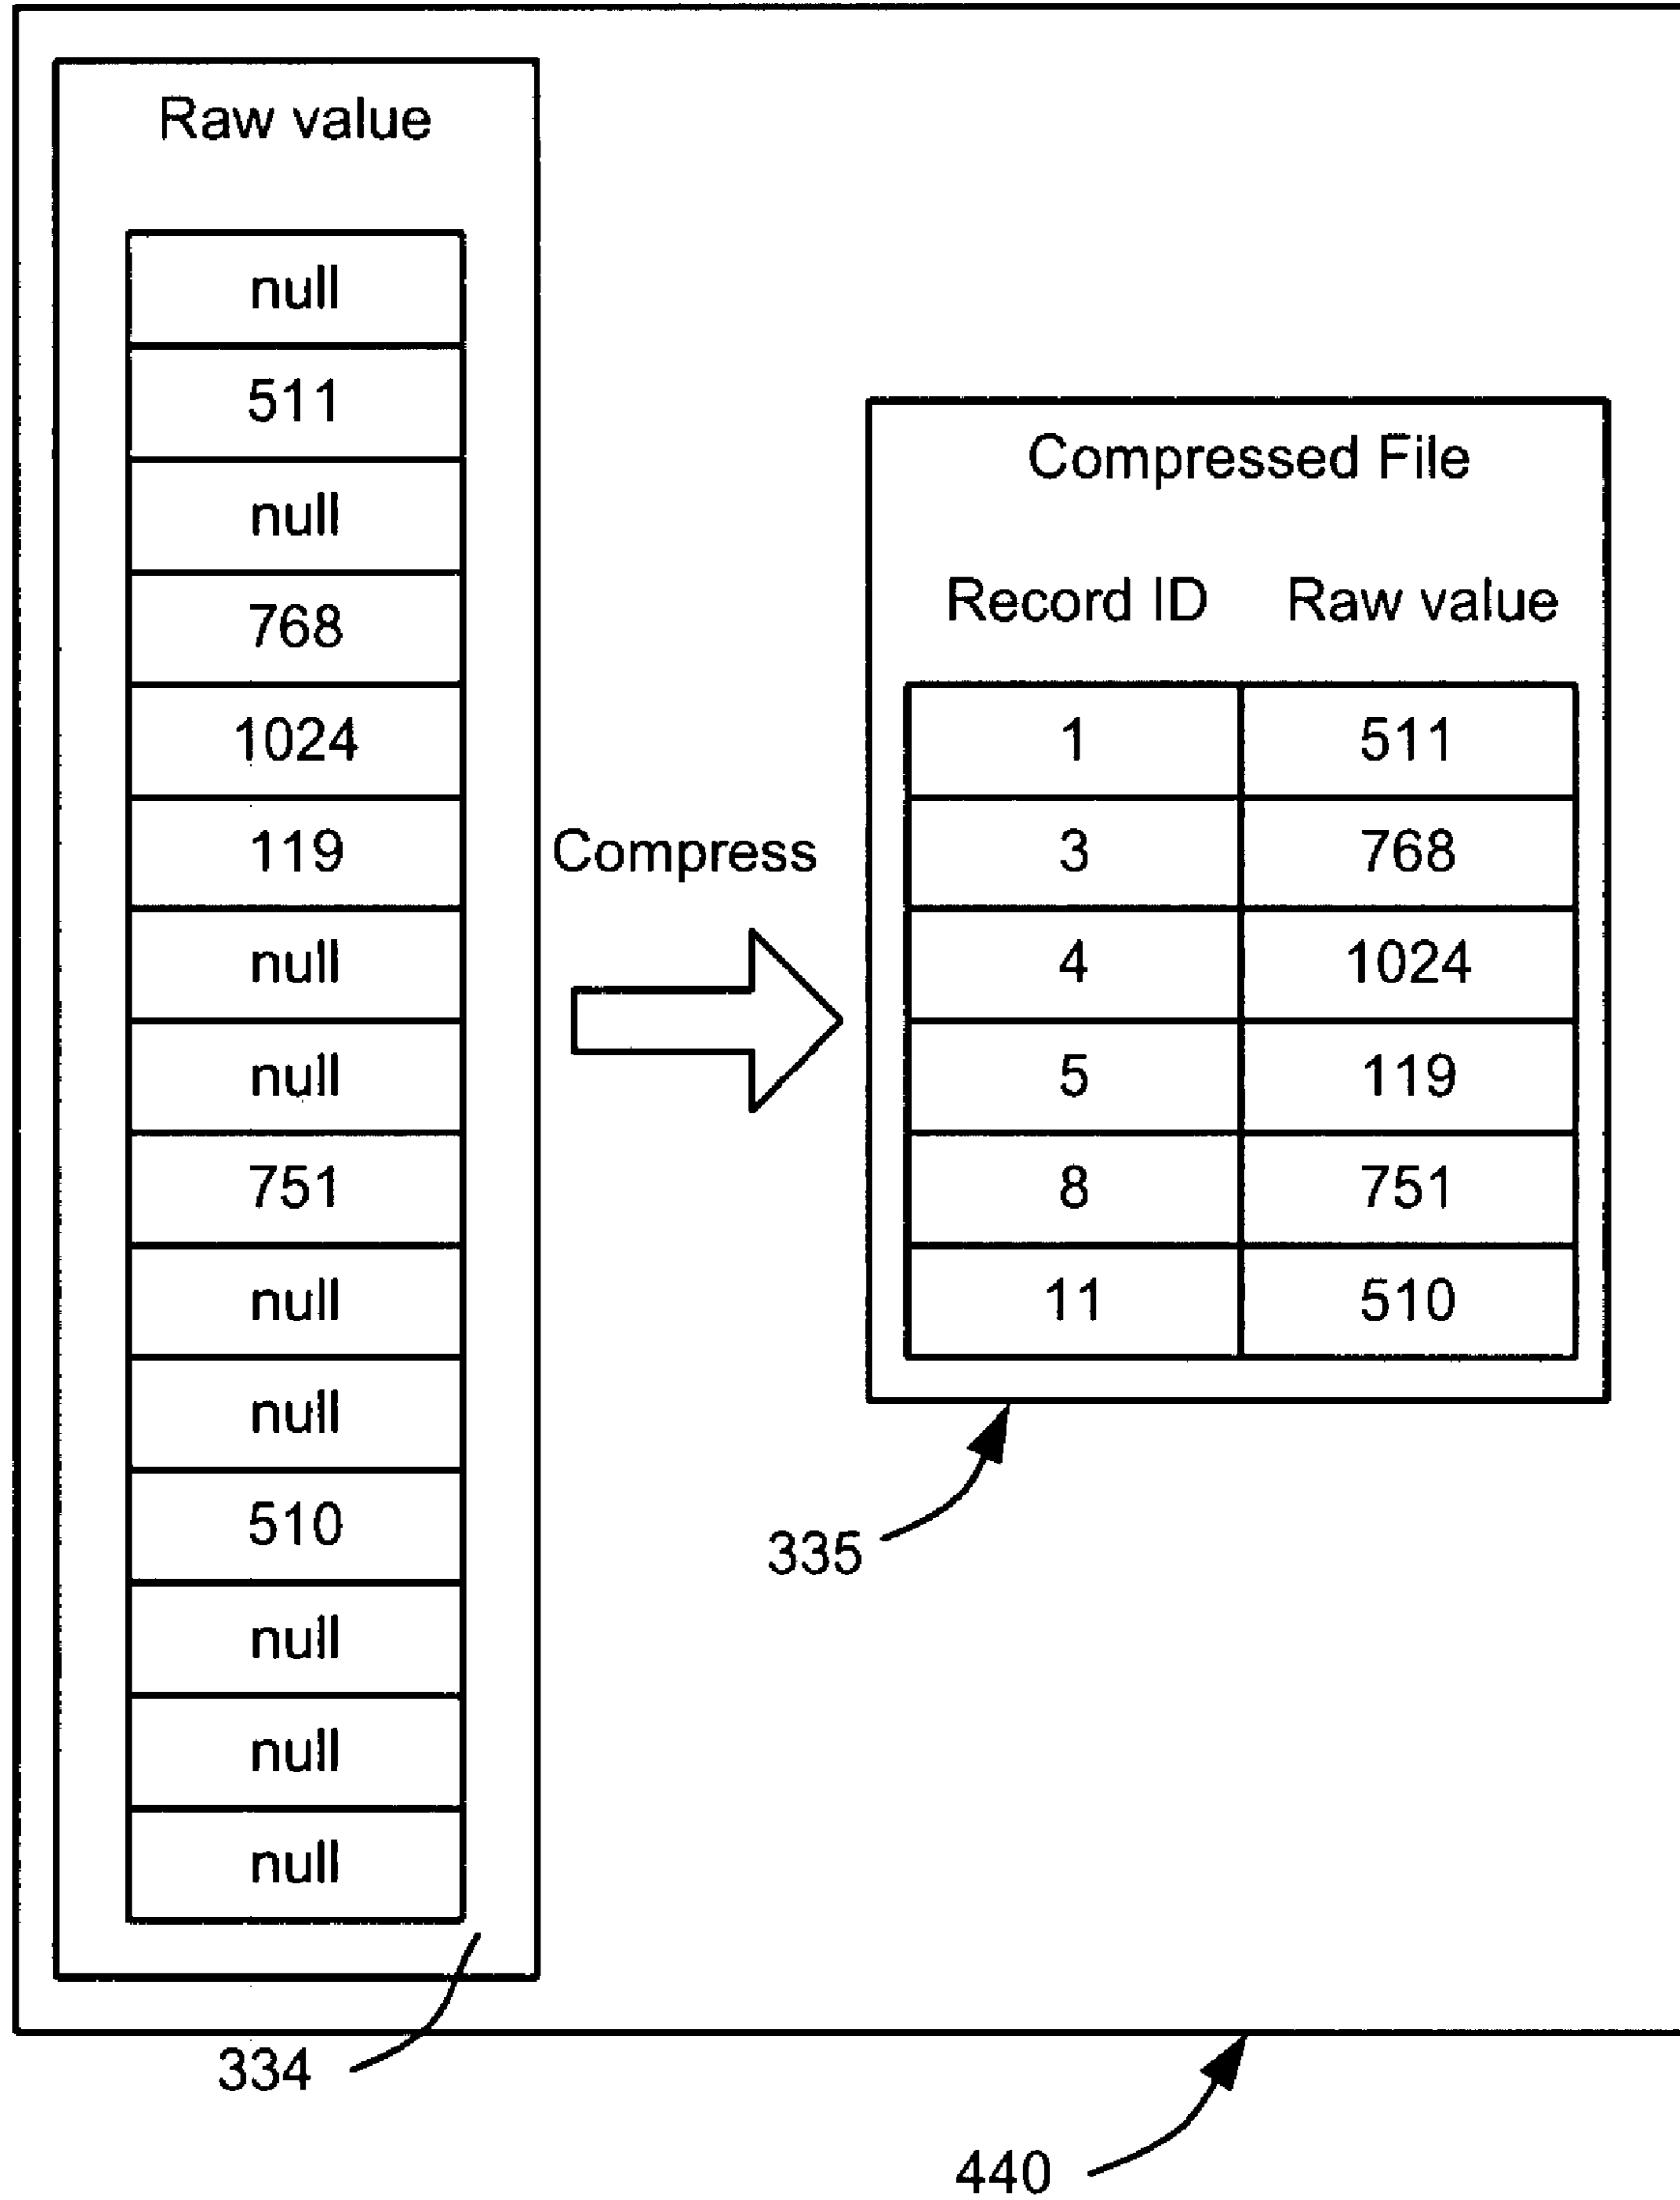 Raw value
null
511
null
768
1024
119
null
null
751
null
null
510
null
null
null
Compress
Compressed File
Record ID Raw value
1 511
3 768
4 1024
5 119
8 751
11 510
335
334
440